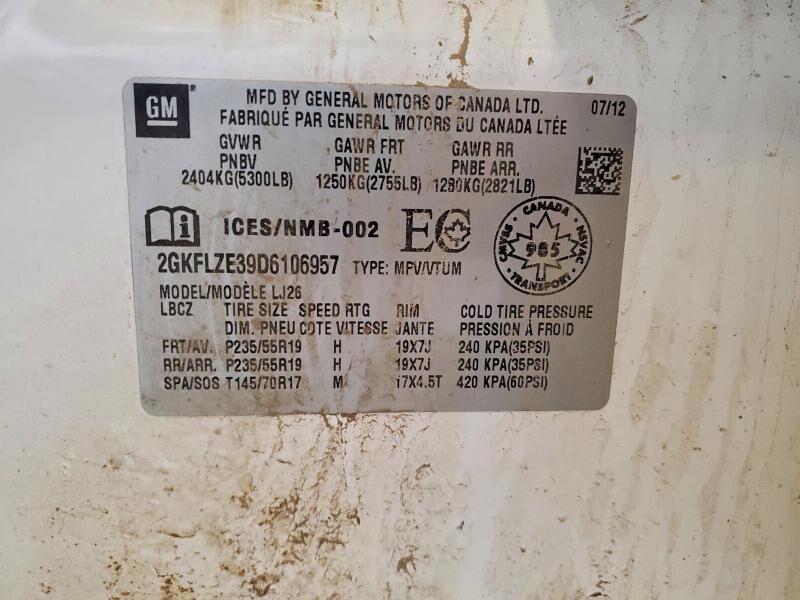 GM
MFD BY GENERAL MOTORS OF CANADA LTD. 07/12
FABRIQUÉ PAR GENERAL MOTORS DU CANADA LTÉE
GVWR GAWR FRT GAWR RR
PNBV PNBE AV. PNBE ARR.
2404KG(5300LB) 1250KG(2755LB) 1280KG(2821LB)
ICES/NMB-002 EC
CANADA
CMVSS 985 NSVAC
TRANSPORT
2GKFLZE39D6106957 TYPE: MPV/VTUM
MODEL/MODÈLE LJ26
LBCZ TIRE SIZE SPEED RTG RIM COLD TIRE PRESSURE
DIM. PNEU COTE VITESSE JANTE PRESSION À FROID
FRT/AV. P235/55R19 H 19X7J 240 KPA(35PSI)
RR/ARR. P235/55R19 H 19X7J 240 KPA(35PSI)
SPA/SOS T145/70R17 M 17X4.5T 420 KPA(60PSI)